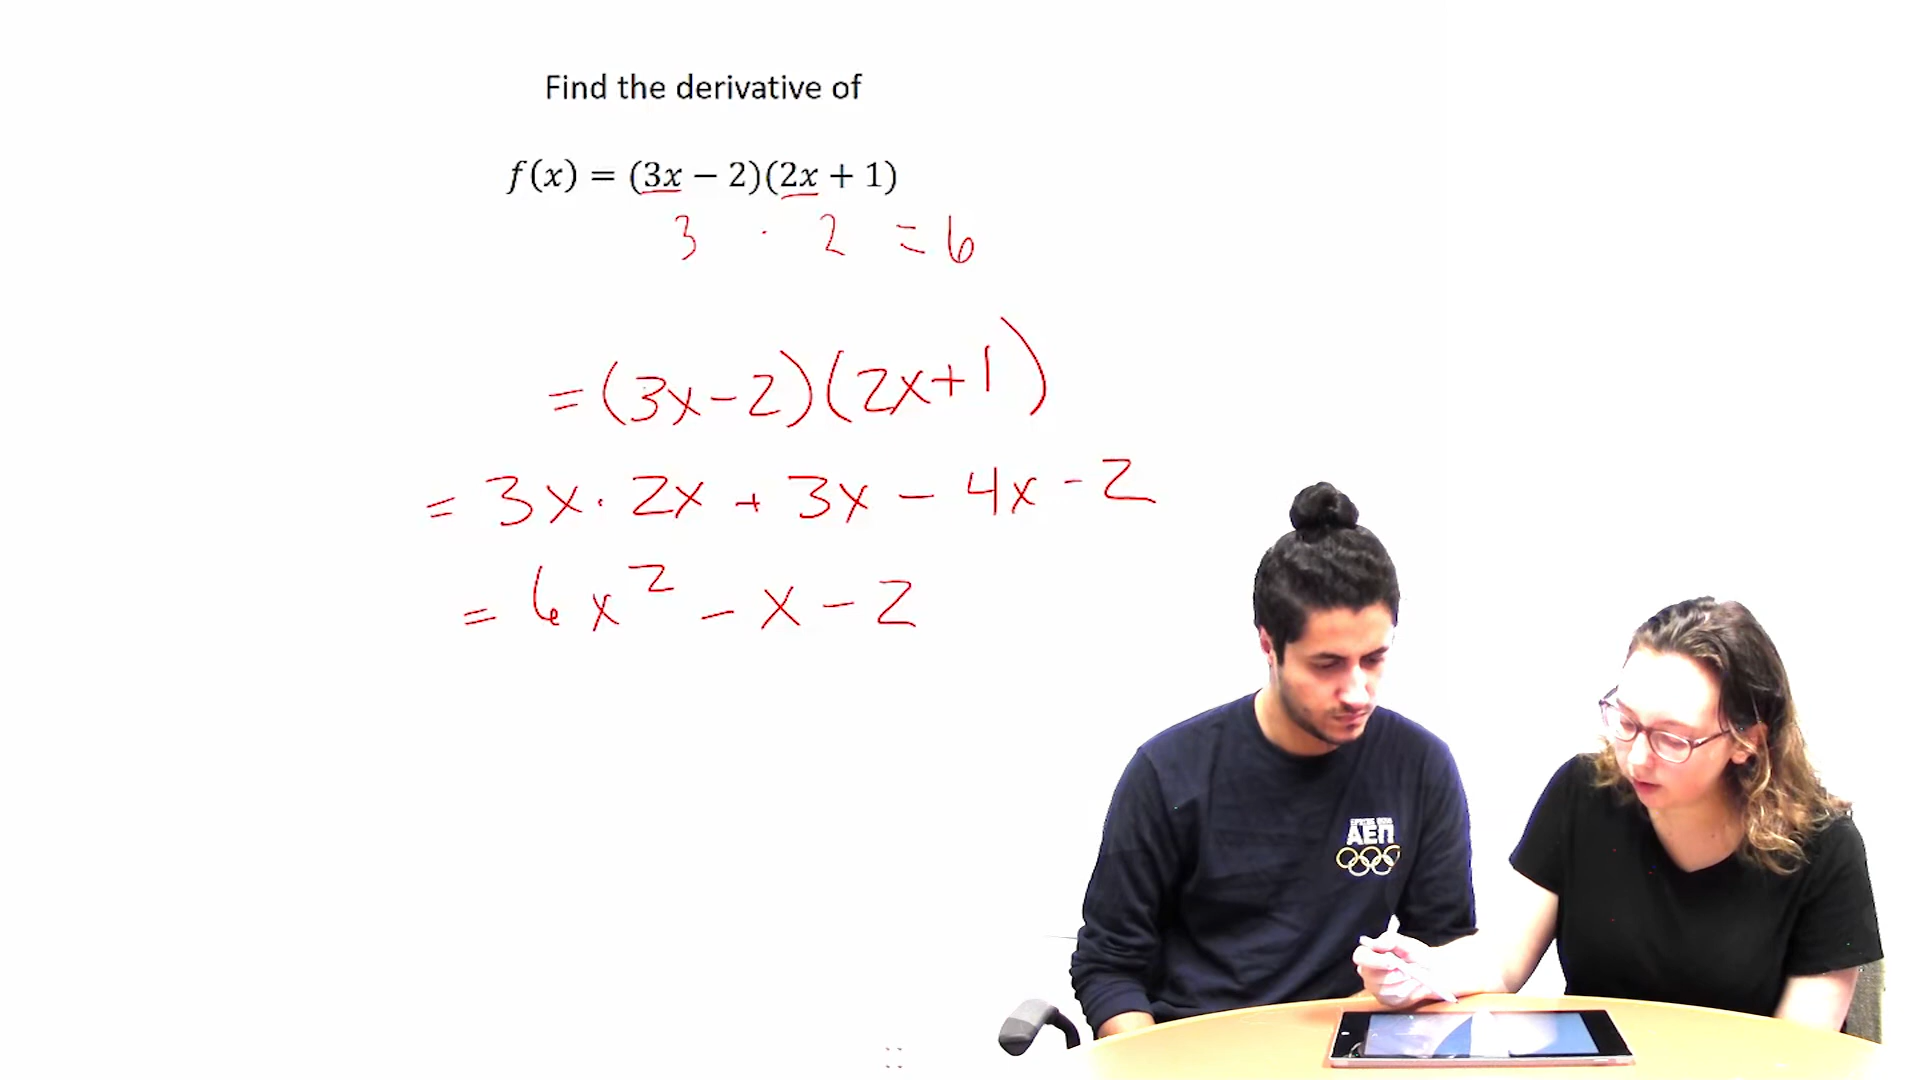 Find the derivative of
f(x) = (3x − 2)(2x + 1)
3 · 2 = 6
= (3x-2)(2x+1)
= 3x · 2x + 3x - 4x - 2
= 6x² - x - 2
ΑΕΠ